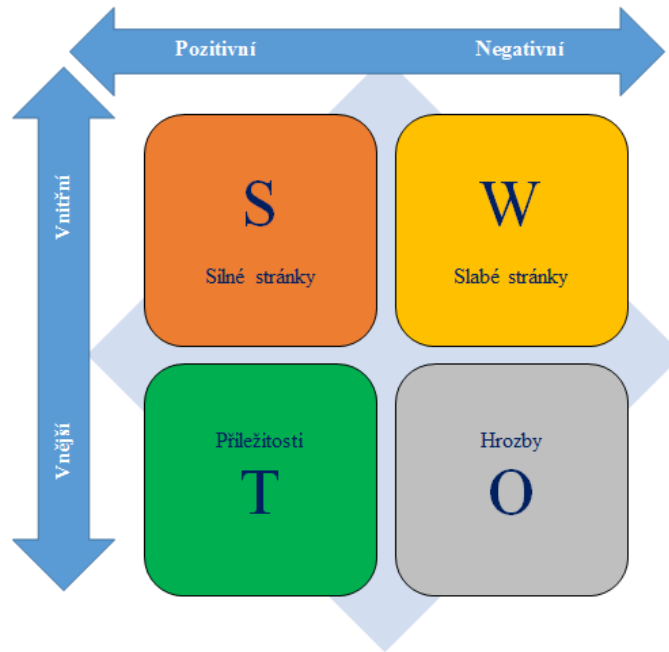 Pozitivní
Negativní
Vnitřní
Vnější
S
Silné stránky
W
Slabé stránky
Příležitosti
T
Hrozby
O